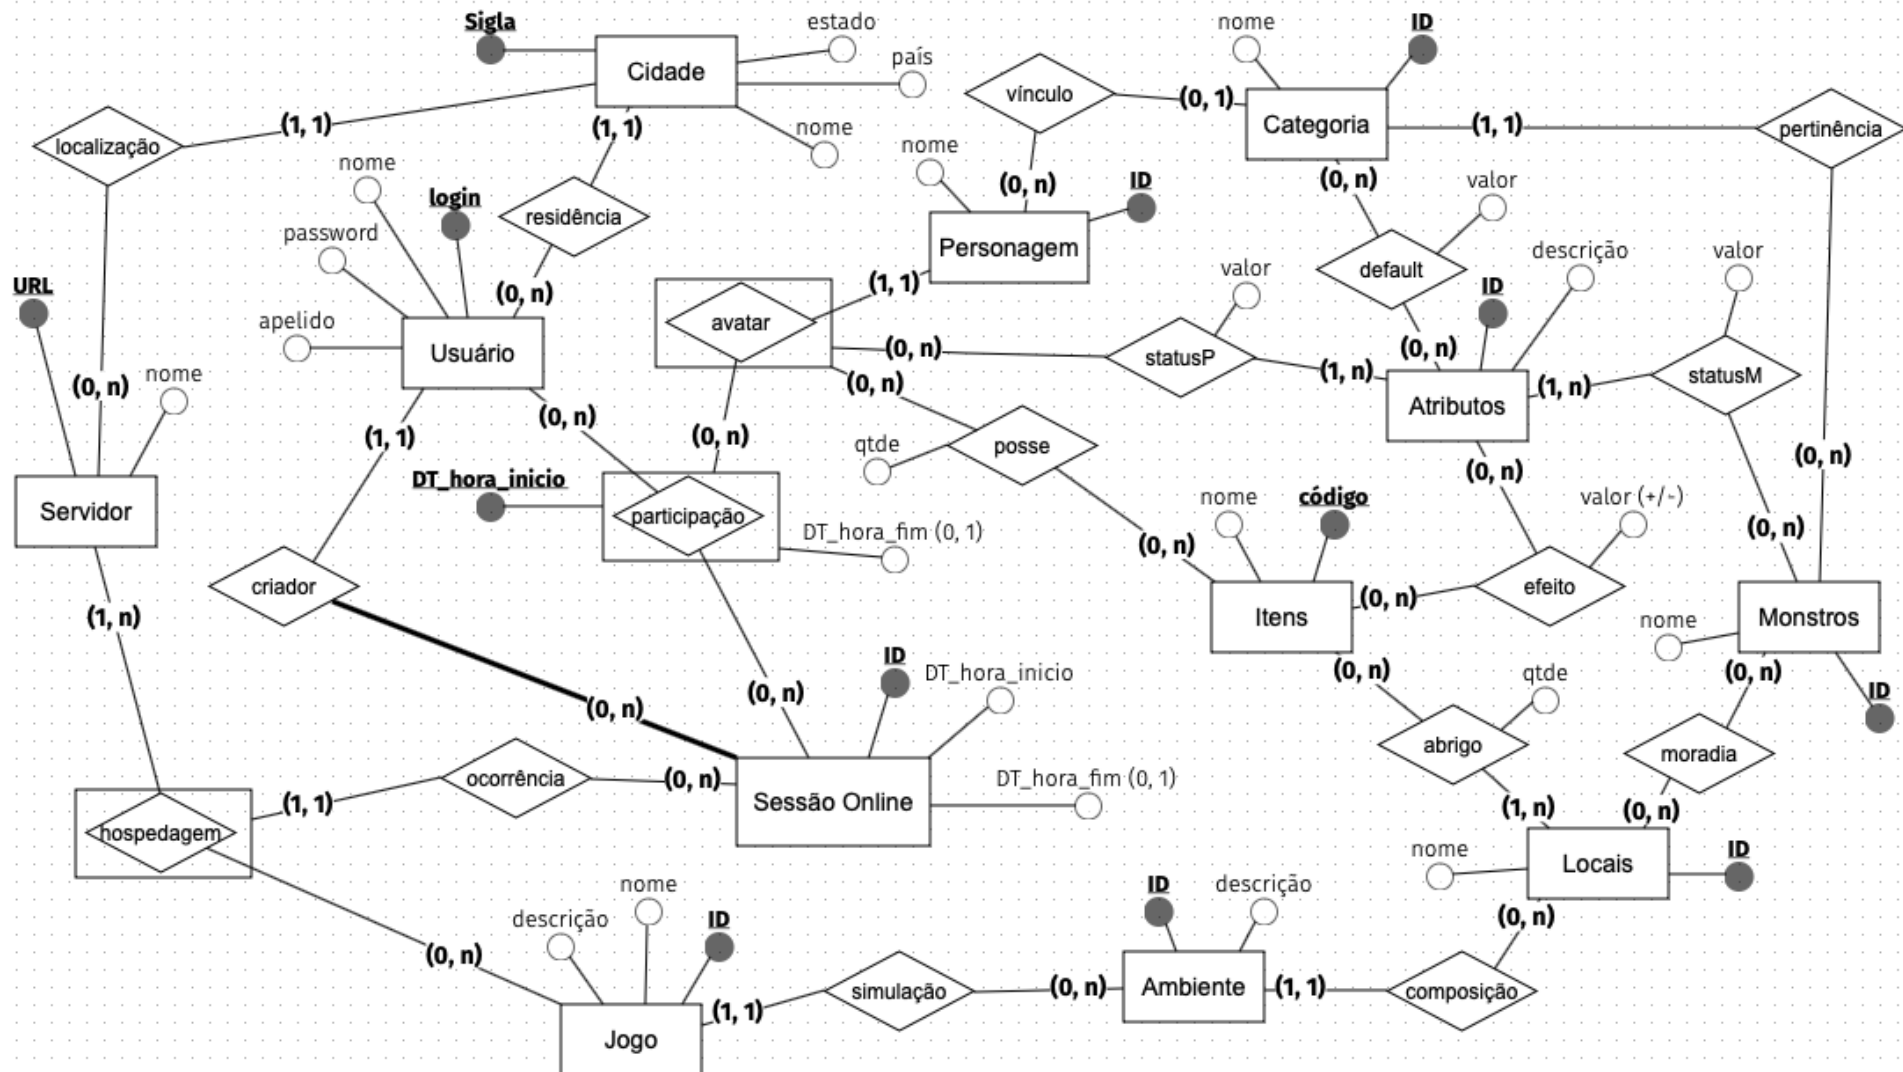 Sigla
estado
Cidade
país
nome
localização
(1, 1)
(1, 1)
nome
login
residência
password
URL
(0, n)
apelido
Usuário
(0, n)
nome
(1, 1)
(0, n)
Servidor
(1, n)
criador
(0, n)
nome
ID
vínculo
(0, 1)
Categoria
(1, 1)
pertinência
nome
(0, n)
ID
Personagem
(1, 1)
avatar
(0, n)
(0, n)
valor
default
(0, n)
valor
statusP
(1, n)
ID
descrição
Atributos
(1, n)
valor
statusM
(0, n)
(0, n)
(0, n)
(0, n)
qtde
posse
(0, n)
DT_hora_inicio
participação
DT_hora_fim (0, 1)
(0, n)
nome
código
Itens
(0, n)
efeito
valor (+/-)
(0, n)
Monstros
nome
ID
(0, n)
(0, n)
abrigo
qtde
moradia
(1, n)
(0, n)
ID
DT_hora_inicio
DT_hora_fim (0, 1)
Sessão Online
(0, n)
ocorrência
(1, 1)
hospedagem
(0, n)
descrição
nome
ID
Jogo
(1, 1)
simulação
(0, n)
ID
descrição
Ambiente
(1, 1)
composição
(0, n)
nome
Locais
ID